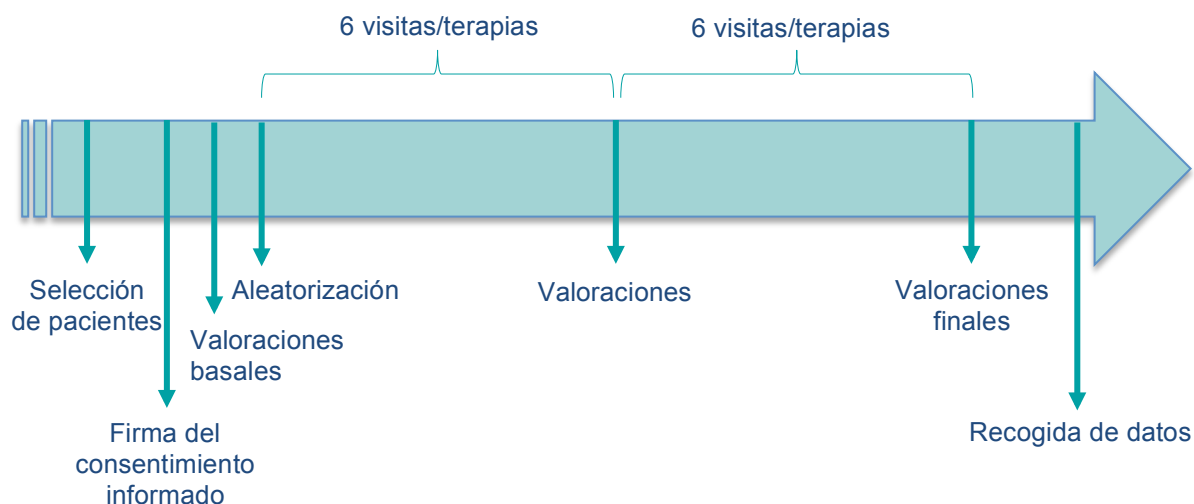 6 visitas/terapias
6 visitas/terapias
Selección
de pacientes
Aleatorización
Valoraciones
Valoraciones
finales
Valoraciones
basales
Firma del
consentimiento
informado
Recogida de datos